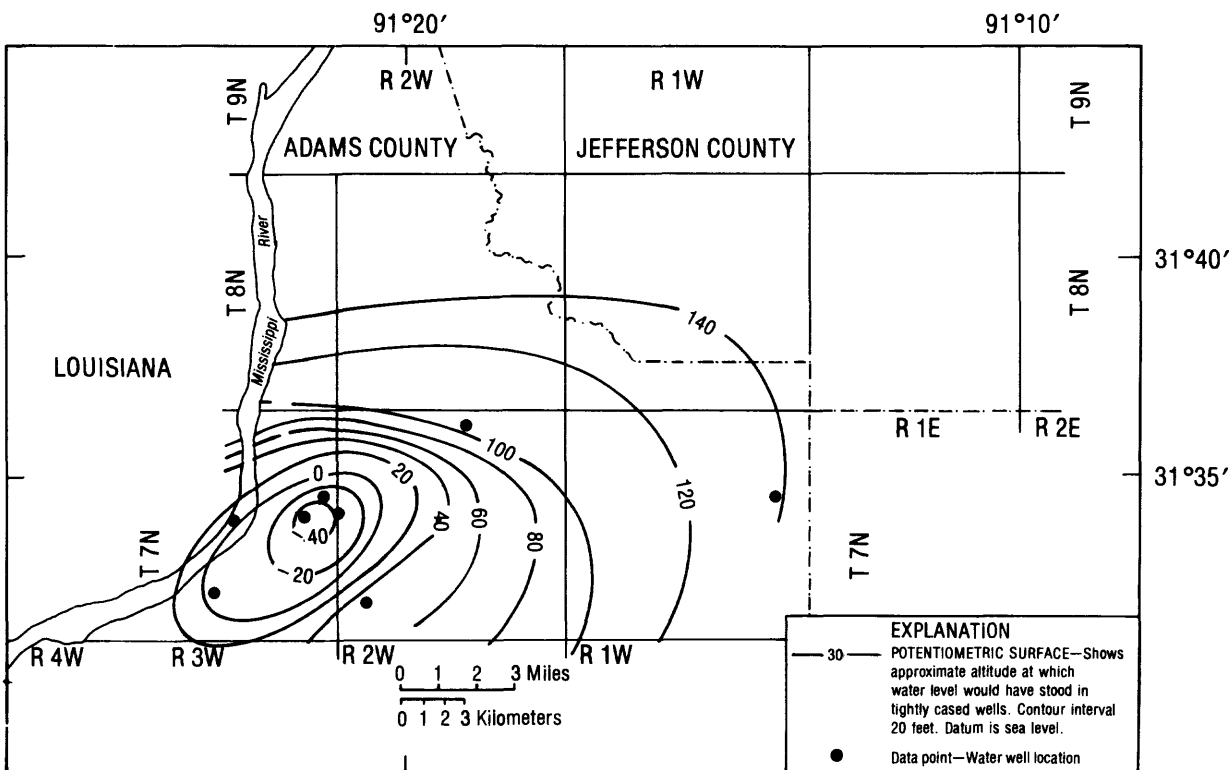 91°20′
91°10′
R 2W
R 1W
T 9N
T 9N
ADAMS COUNTY
JEFFERSON COUNTY
River
31°40′
T 8N
T 8N
Mississippi
140
LOUISIANA
100
R 1E
R 2E
0
20
31°35′
120
40
60
80
-40
T 7N
T 7N
-20
R 4W
R 3W
R 2W
R 1W
0 1 2 3 Miles
0 1 2 3 Kilometers
EXPLANATION
—30— POTENTIOMETRIC SURFACE—Shows
approximate altitude at which
water level would have stood in
tightly cased wells. Contour interval
20 feet. Datum is sea level.
● Data point—Water well location